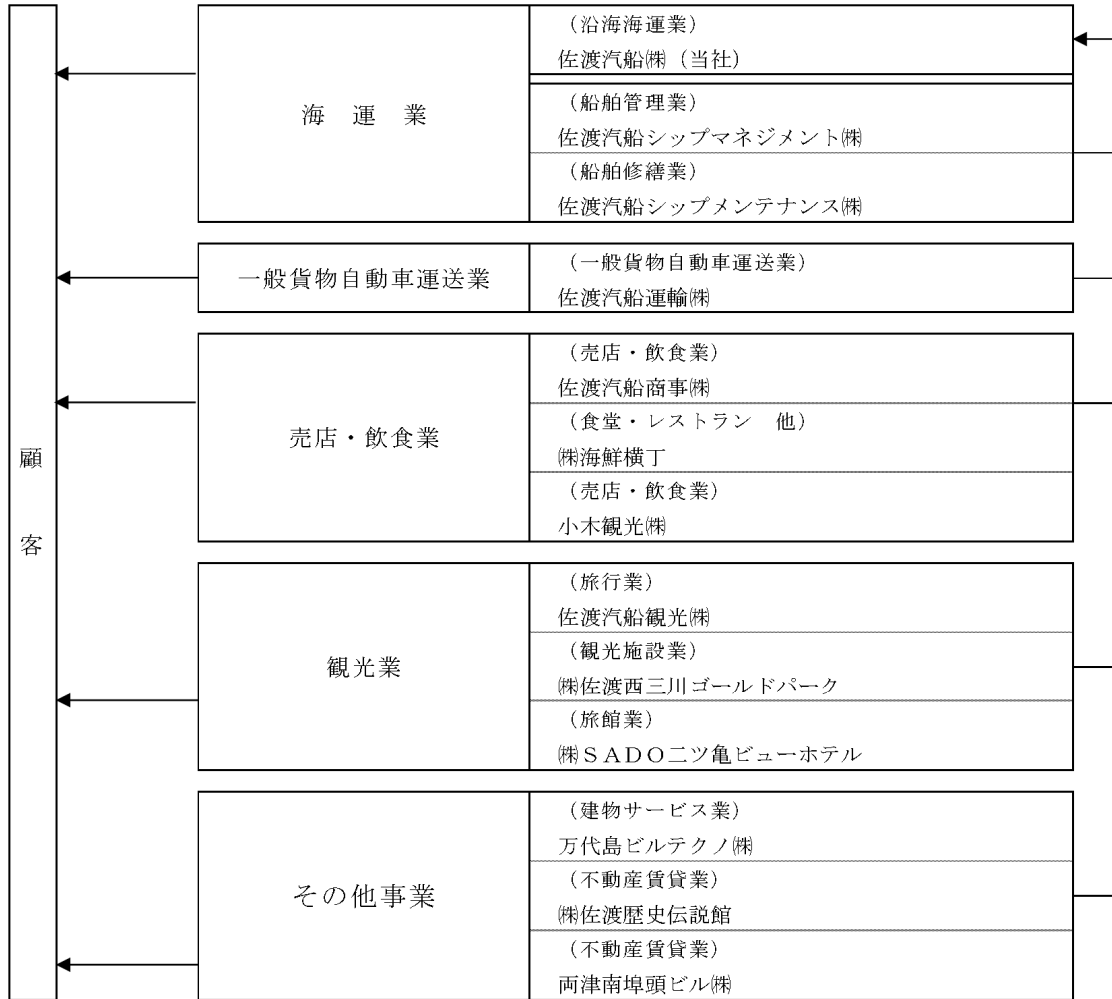 顧客
海　運　業
（沿海海運業）
佐渡汽船㈱（当社）
（船舶管理業）
佐渡汽船シップマネジメント㈱
（船舶修繕業）
佐渡汽船シップメンテナンス㈱
一般貨物自動車運送業
（一般貨物自動車運送業）
佐渡汽船運輸㈱
売店・飲食業
（売店・飲食業）
佐渡汽船商事㈱
（食堂・レストラン　他）
㈱海鮮横丁
（売店・飲食業）
小木観光㈱
観光業
（旅行業）
佐渡汽船観光㈱
（観光施設業）
㈱佐渡西三川ゴールドパーク
（旅館業）
㈱ＳＡＤＯ二ツ亀ビューホテル
その他事業
（建物サービス業）
万代島ビルテクノ㈱
（不動産賃貸業）
㈱佐渡歴史伝説館
（不動産賃貸業）
両津南埠頭ビル㈱